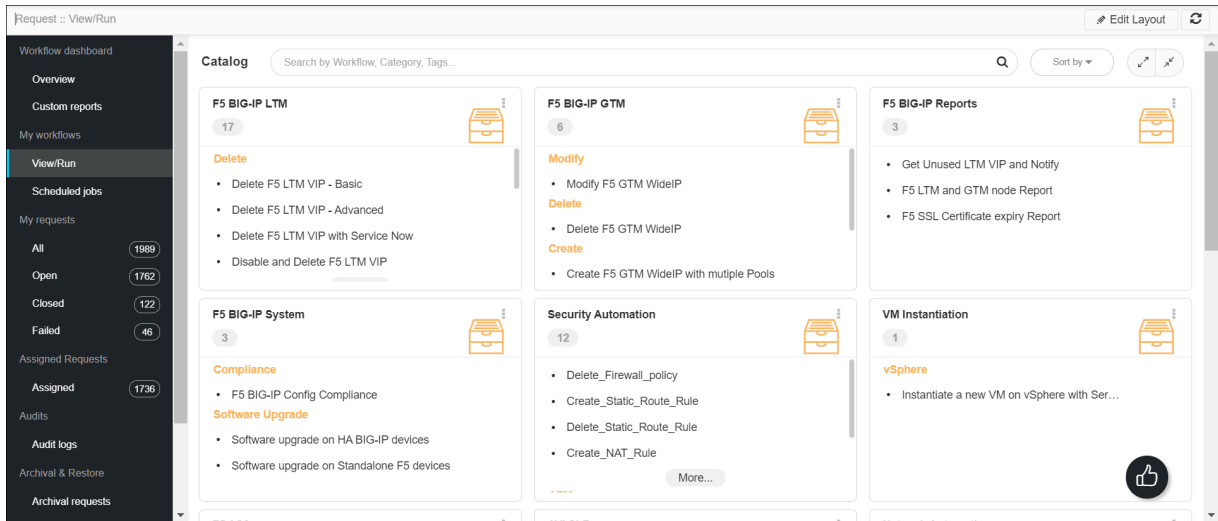 Request :: View/Run
Edit Layout
Workflow dashboard
Overview
Custom reports
My workflows
View/Run
Scheduled jobs
My requests
All 1989
Open 1762
Closed 122
Failed 46
Assigned Requests
Assigned 1736
Audits
Audit logs
Archival & Restore
Archival requests
Catalog
Search by Workflow, Category, Tags...
Sort by
F5 BIG-IP LTM
17
Delete
• Delete F5 LTM VIP - Basic
• Delete F5 LTM VIP - Advanced
• Delete F5 LTM VIP with Service Now
• Disable and Delete F5 LTM VIP
F5 BIG-IP GTM
6
Modify
• Modify F5 GTM WideIP
Delete
• Delete F5 GTM WideIP
Create
• Create F5 GTM WideIP with mutiple Pools
F5 BIG-IP Reports
3
• Get Unused LTM VIP and Notify
• F5 LTM and GTM node Report
• F5 SSL Certificate expiry Report
F5 BIG-IP System
3
Compliance
• F5 BIG-IP Config Compliance
Software Upgrade
• Software upgrade on HA BIG-IP devices
• Software upgrade on Standalone F5 devices
Security Automation
12
• Delete_Firewall_policy
• Create_Static_Route_Rule
• Delete_Static_Route_Rule
• Create_NAT_Rule
More...
VM Instantiation
1
vSphere
• Instantiate a new VM on vSphere with Ser...